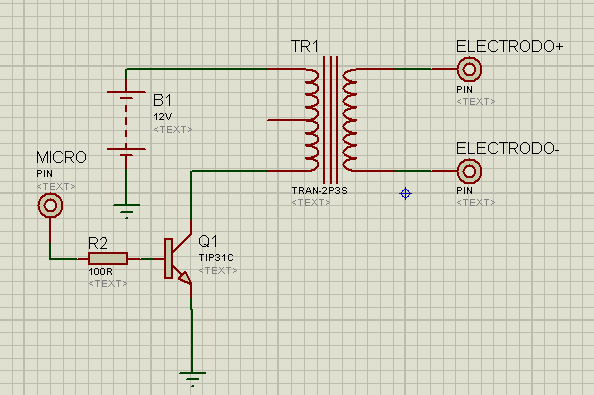 TR1
ELECTRODO+
PIN
<TEXT>
B1
12V
<TEXT>
MICRO
PIN
<TEXT>
ELECTRODO-
PIN
<TEXT>
TRAN-2P3S
<TEXT>
R2
100R
<TEXT>
Q1
TIP31C
<TEXT>